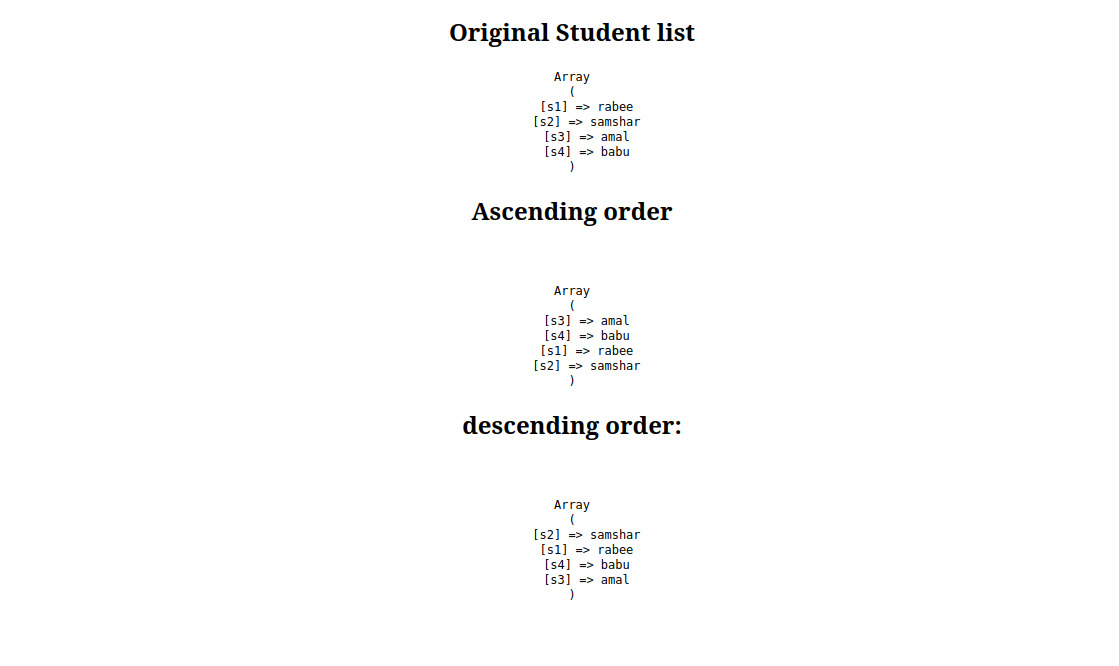 Original Student list
Array
(
[s1] => rabee
[s2] => samshar
[s3] => amal
[s4] => babu
)
Ascending order
Array
(
[s3] => amal
[s4] => babu
[s1] => rabee
[s2] => samshar
)
descending order:
Array
(
[s2] => samshar
[s1] => rabee
[s4] => babu
[s3] => amal
)